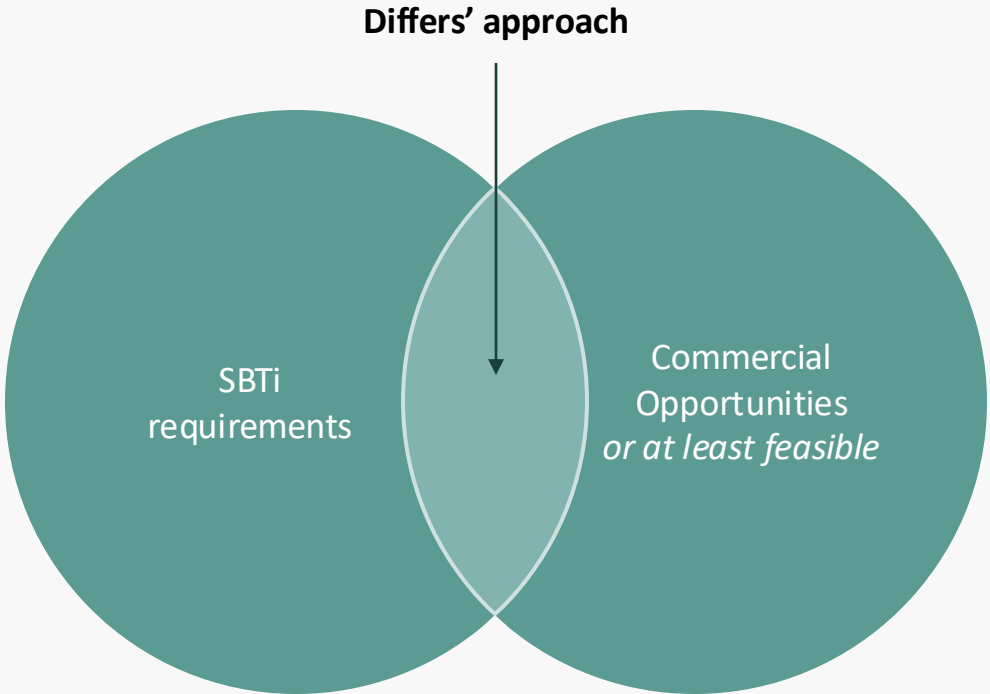 Differs’ approach
SBTi
requirements
Commercial
Opportunities
or at least feasible